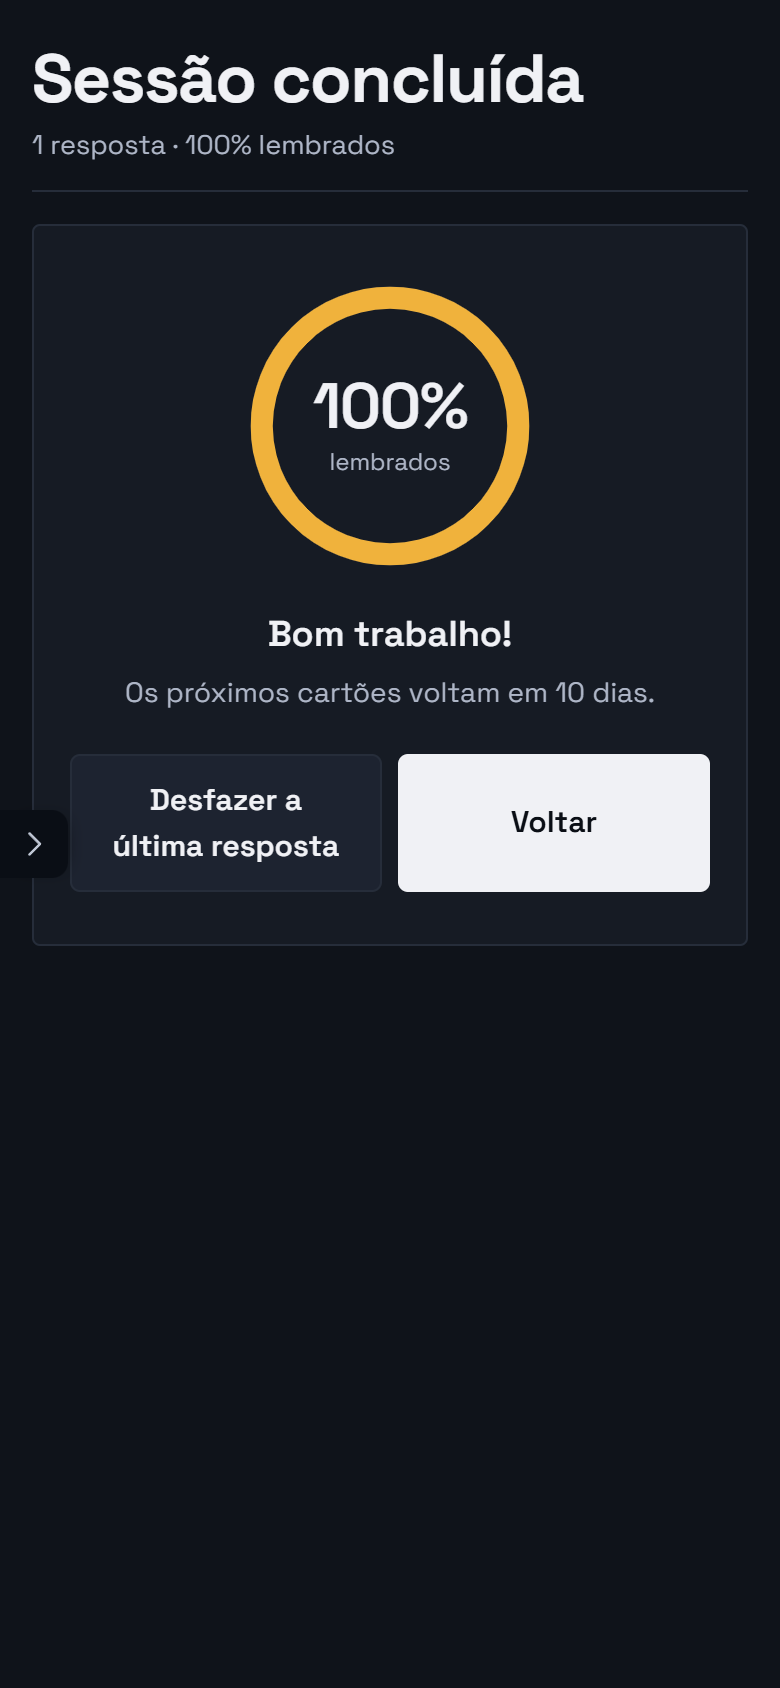 Sessão concluída
1 resposta · 100% lembrados
100%
lembrados
Bom trabalho!
Os próximos cartões voltam em 10 dias.
Desfazer a
última resposta
Voltar